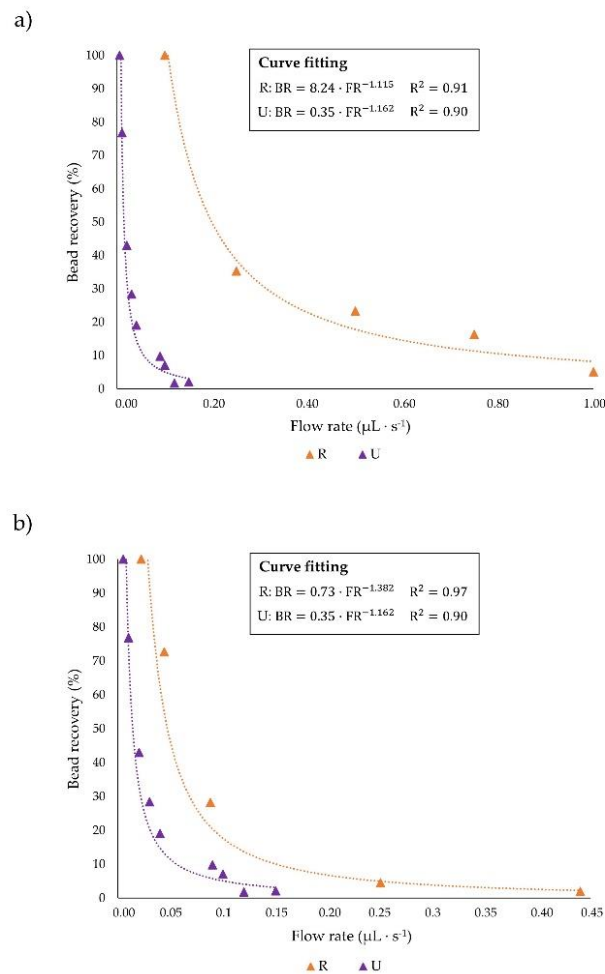 a)
Curve fitting
R: BR = 8.24 · FR⁻¹·¹¹⁵ R² = 0.91
U: BR = 0.35 · FR⁻¹·¹⁶² R² = 0.90
Bead recovery (%)
100
90
80
70
60
50
40
30
20
10
0
0.00 0.20 0.40 0.60 0.80 1.00
Flow rate (μL · s⁻¹)
R U
b)
Curve fitting
R: BR = 0.73 · FR⁻¹·³⁸² R² = 0.97
U: BR = 0.35 · FR⁻¹·¹⁶² R² = 0.90
Bead recovery (%)
100
90
80
70
60
50
40
30
20
10
0
0.00 0.05 0.1 0.15 0.2 0.25 0.3 0.35 0.4 0.45
Flow rate (μL · s⁻¹)
R U